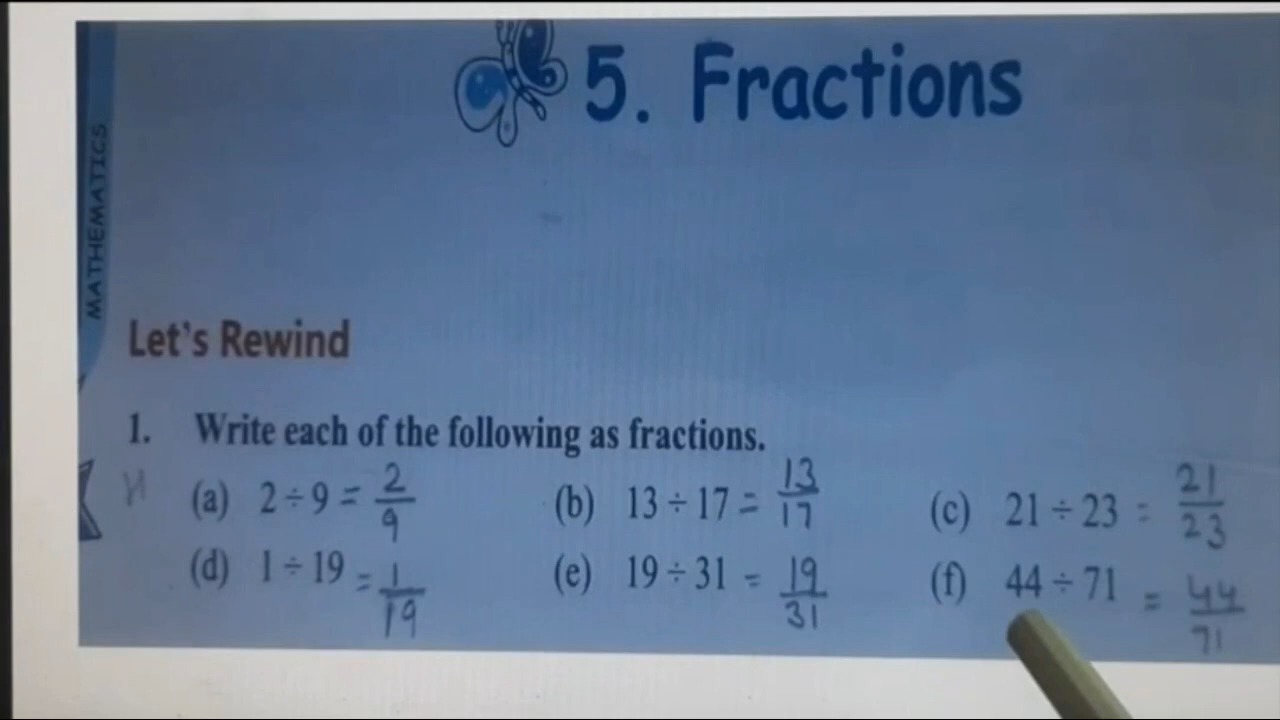 5. Fractions
MATHEMATICS
Let's Rewind
1. Write each of the following as fractions.
(a) 2 ÷ 9 = 2/9 (b) 13 ÷ 17 = 13/17 (c) 21 ÷ 23 = 21/23
(d) 1 ÷ 19 = 1/19 (e) 19 ÷ 31 = 19/31 (f) 44 ÷ 71 = 44/71